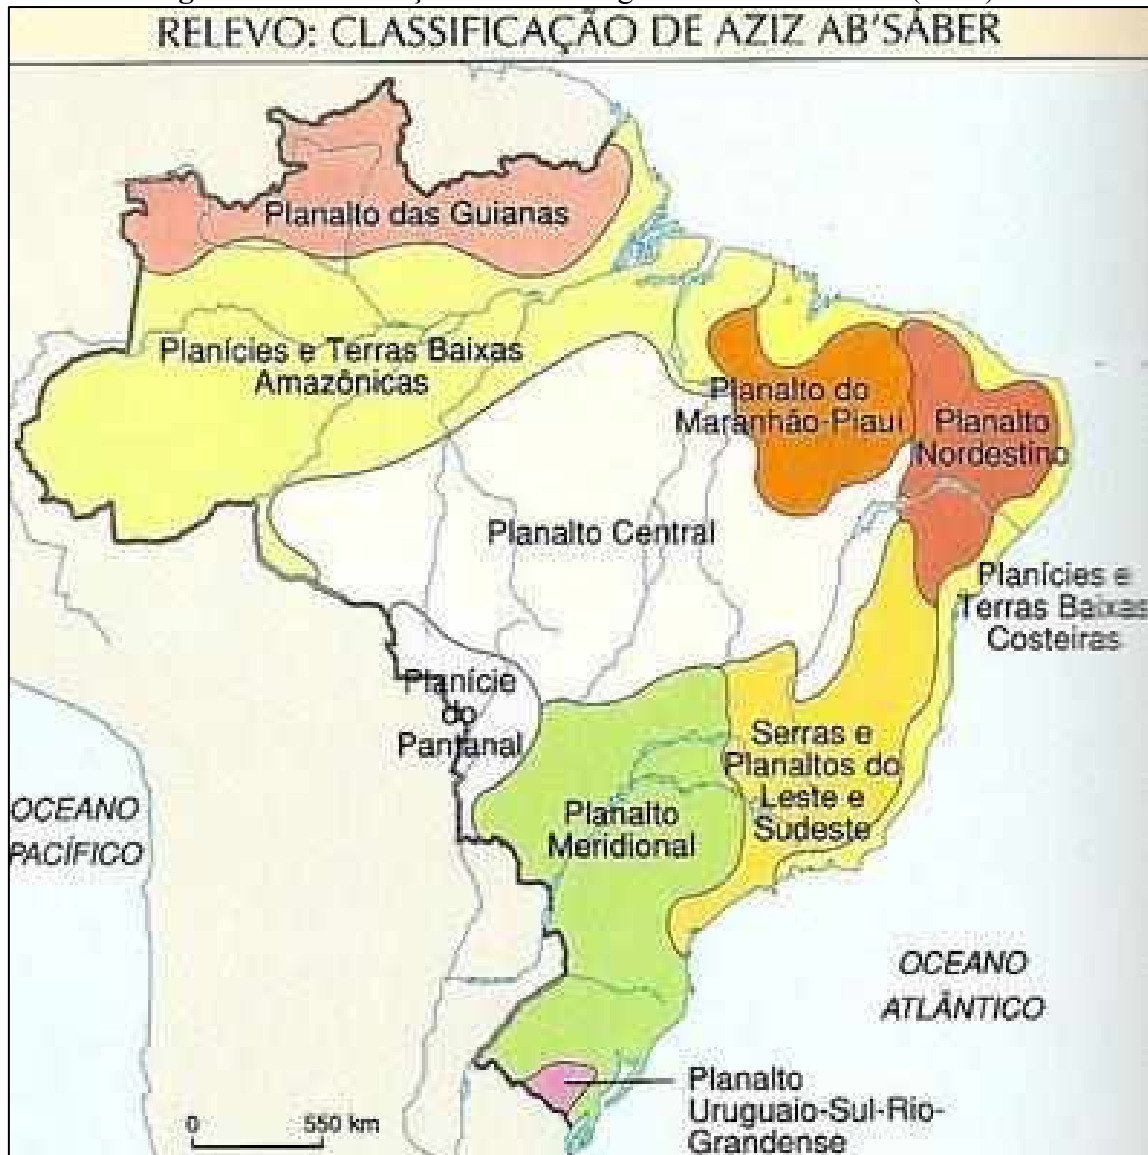 RELEVO: CLASSIFICAÇÃO DE AZIZ AB'SÁBER
Planalto das Guianas
Planícies e Terras Baixas
Amazônicas
Planalto do
Maranhão-Piauí
Planalto
Nordestino
Planalto Central
Planícies e
Terras Baixas
Costeiras
Planície
do
Pantanal
Serras e
Planaltos do
Leste e
Sudeste
Planalto
Meridional
OCEANO
PACÍFICO
OCEANO
ATLÂNTICO
Planalto
Uruguaio-Sul-Rio-
Grandense
0 550 km